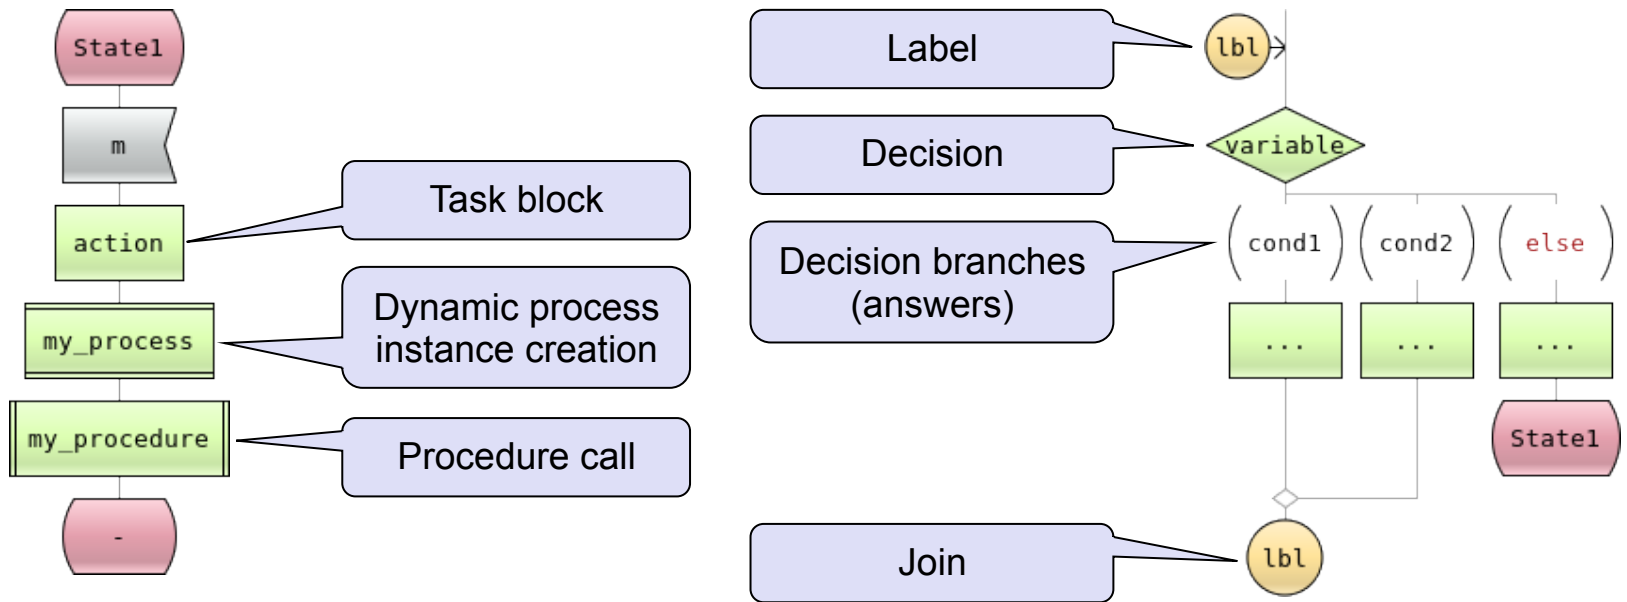 State1
m
action
my_process
my_procedure
-
Task block
Dynamic process
instance creation
Procedure call
Label
Decision
Decision branches
(answers)
Join
lbl
variable
cond1
cond2
else
...
...
...
State1
lbl